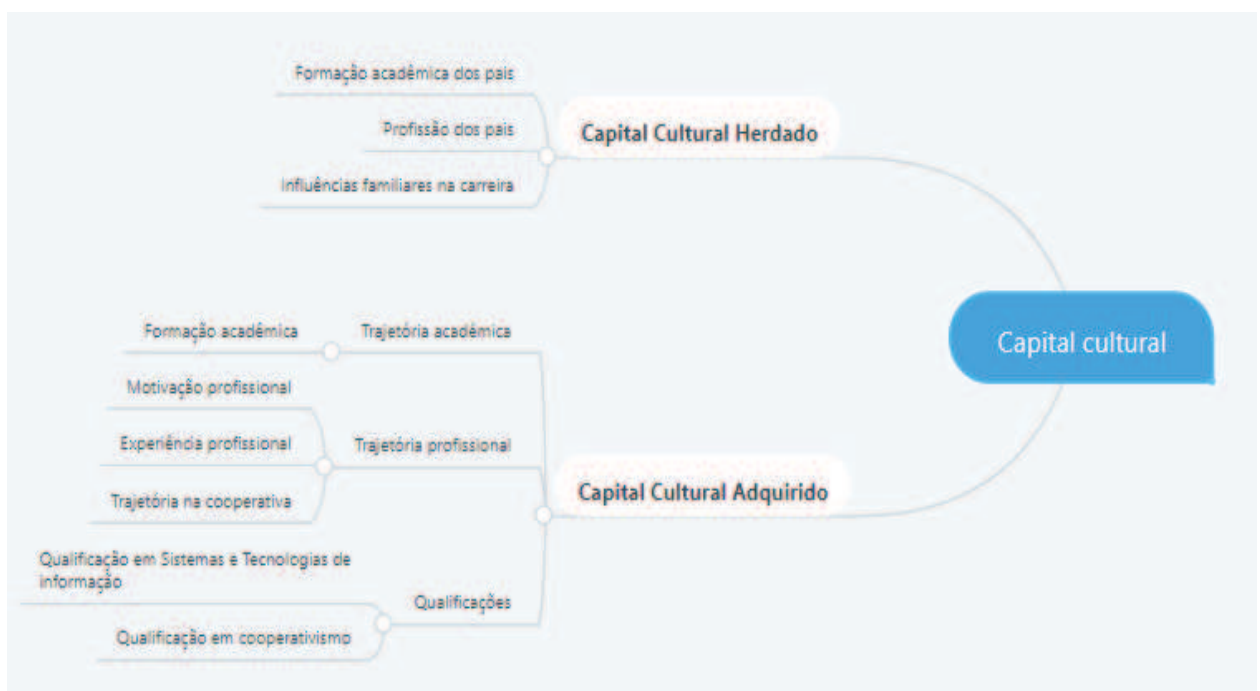 Formação acadêmica dos pais
Profissão dos pais
Influências familiares na carreira
Capital Cultural Herdado
Capital cultural
Formação acadêmica
Trajetória acadêmica
Motivação profissional
Experiência profissional
Trajetória profissional
Trajetória na cooperativa
Capital Cultural Adquirido
Qualificação em Sistemas e Tecnologias de
informação
Qualificações
Qualificação em cooperativismo